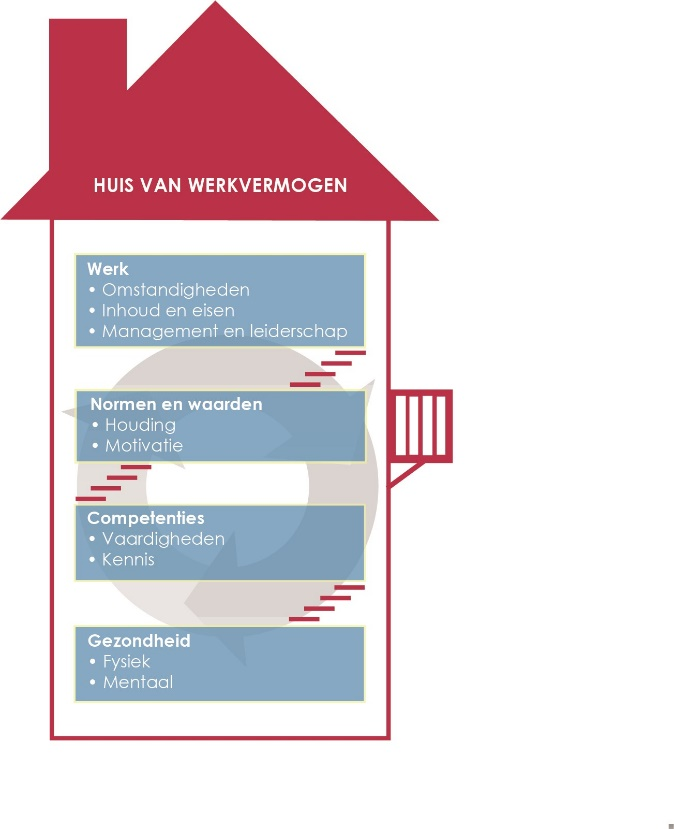 HUIS VAN WERKVERMOGEN
Werk
• Omstandigheden
• Inhoud en eisen
• Management en leiderschap
Normen en waarden
• Houding
• Motivatie
Competenties
• Vaardigheden
• Kennis
Gezondheid
• Fysiek
• Mentaal